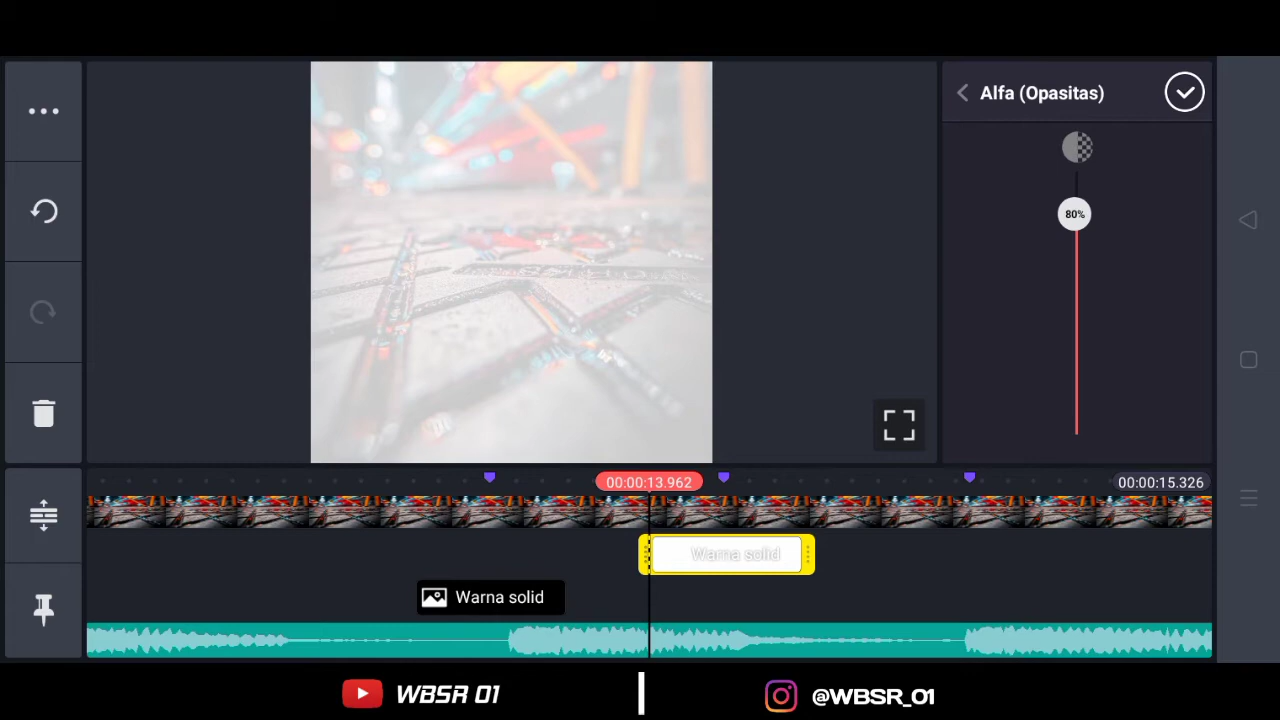 Alfa (Opasitas)
80%
00:00:13.962
00:00:15.326
Warna solid
Warna solid
WBSR 01
@WBSR_01